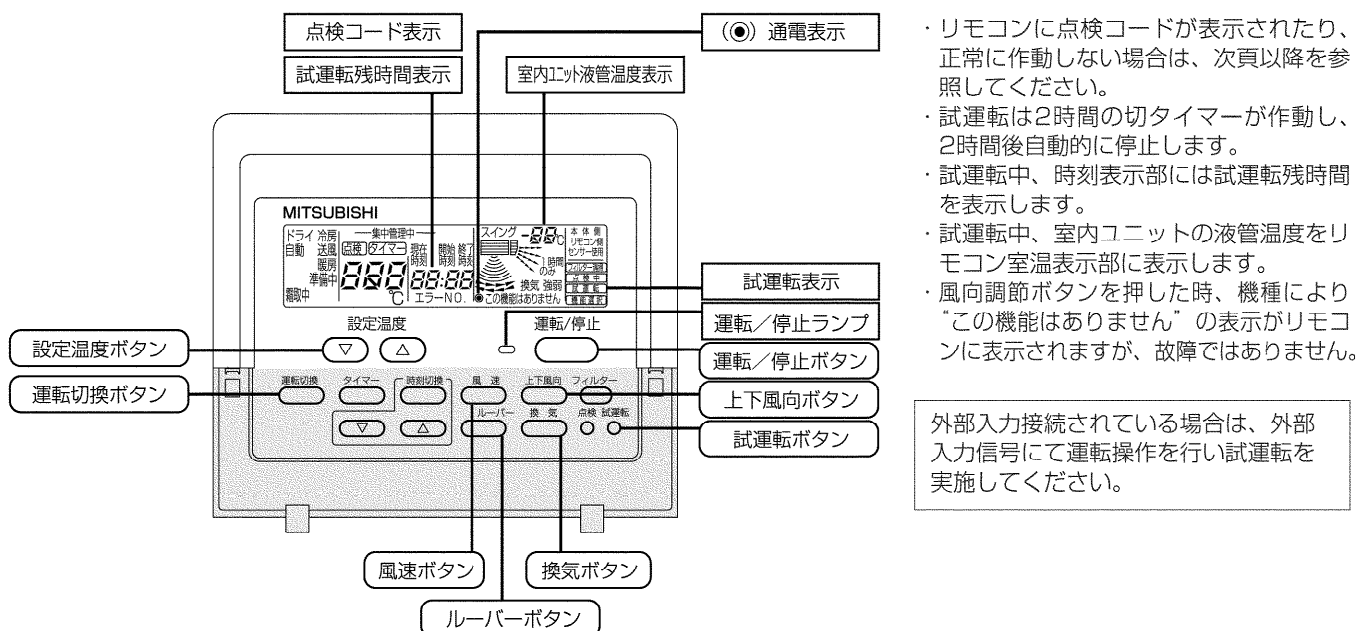 点検コード表示
(◉) 通電表示
試運転残時間表示
室内ユニット液管温度表示
MITSUBISHI
ドライ 冷房
自動 送風
暖房
準備中
霜取中
集中管理中
点検 タイマー
現在時刻
開始時刻
終了時刻
88:88
℃
エラーNO.
スイング
-88℃
1時間のみ
換気 強弱
この機能はありません
本体側
リモコン側
センサー使用
点検中
試運転
機能選択
試運転表示
設定温度
運転/停止
運転/停止ランプ
設定温度ボタン
▽ △
運転/停止ボタン
運転切換ボタン
運転切換
タイマー
時刻切換
風速
上下風向
フィルター
上下風向ボタン
▽ △
ルーバー
換気
点検 試運転
試運転ボタン
風速ボタン
換気ボタン
ルーバーボタン
・リモコンに点検コードが表示されたり、
正常に作動しない場合は、次頁以降を参
照してください。
・試運転は2時間の切タイマーが作動し、
2時間後自動的に停止します。
・試運転中、時刻表示部には試運転残時間
を表示します。
・試運転中、室内ユニットの液管温度をリ
モコン室温表示部に表示します。
・風向調節ボタンを押した時、機種により
“この機能はありません”の表示がリモコ
ンに表示されますが、故障ではありません。
外部入力接続されている場合は、外部
入力信号にて運転操作を行い試運転を
実施してください。